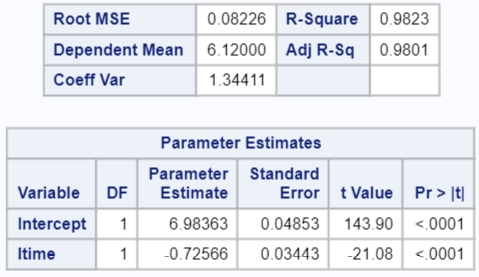 Root MSE 0.08226 R-Square 0.9823
Dependent Mean 6.12000 Adj R-Sq 0.9801
Coeff Var 1.34411
Parameter Estimates
Variable DF Parameter Estimate Standard Error t Value Pr > |t|
Intercept 1 6.98363 0.04853 143.90 <.0001
ltime 1 -0.72566 0.03443 -21.08 <.0001